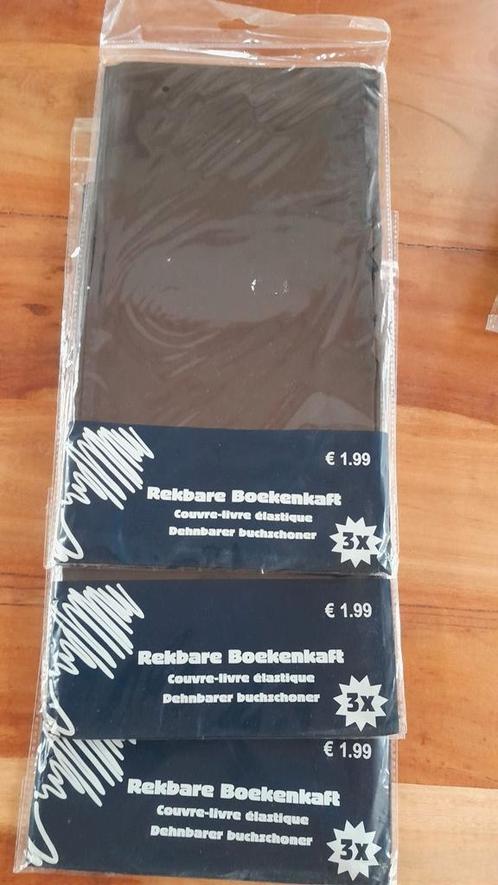 € 1.99
Rekbare Boekenkaft
Couvre-livre élastique
Dehnbarer buchschoner
3x
€ 1.99
Rekbare Boekenkaft
Couvre-livre élastique
Dehnbarer buchschoner
3x
€ 1.99
Rekbare Boekenkaft
Couvre-livre élastique
Dehnbarer buchschoner
3x